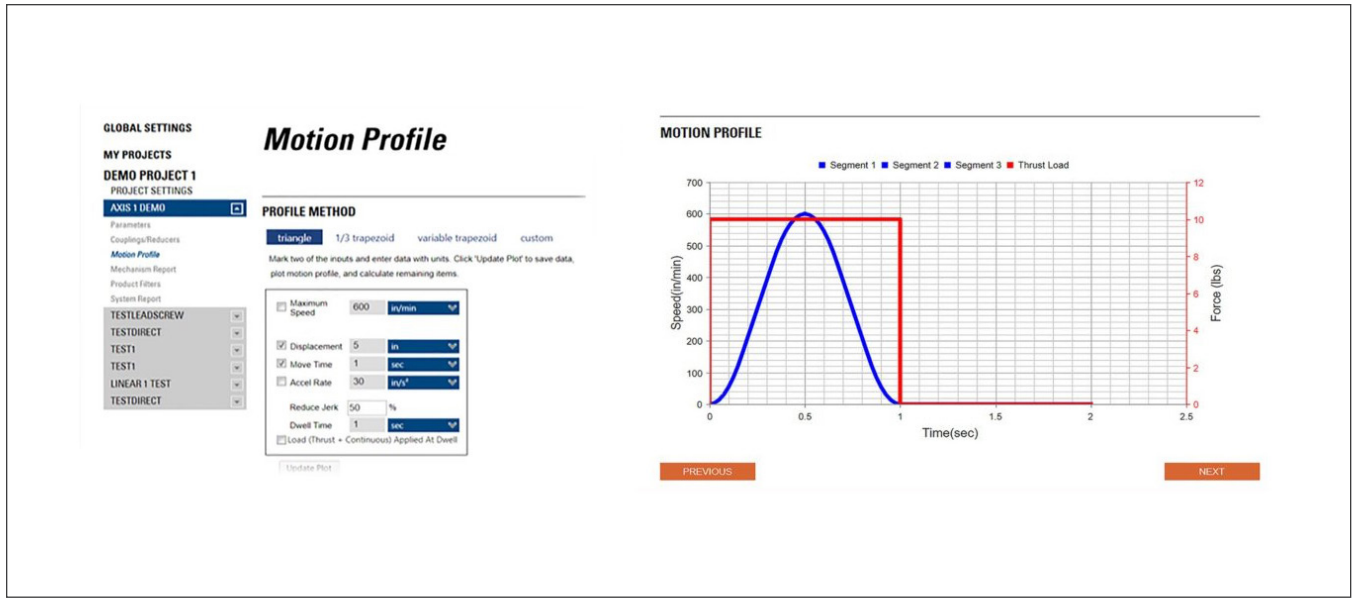 GLOBAL SETTINGS
MY PROJECTS
DEMO PROJECT 1
PROJECT SETTINGS
AXIS 1 DEMO
Parameters
Couplings/Reducers
Motion Profile
Mechanism Report
Product Filters
System Report
TESTLEADSCREW
TESTDIRECT
TEST1
TEST1
LINEAR 1 TEST
TESTDIRECT
Motion Profile
PROFILE METHOD
triangle 1/3 trapezoid variable trapezoid custom
Mark two of the inputs and enter data with units. Click 'Update Plot' to save data,
plot motion profile, and calculate remaining items.
Maximum
Speed 600 in/min
Displacement 5 in
Move Time 1 sec
Accel Rate 30 in/s²
Reduce Jerk 50 %
Dwell Time 1 sec
Load (Thrust + Continuous) Applied At Dwell
Update Plot
MOTION PROFILE
Segment 1 Segment 2 Segment 3 Thrust Load
700 12
600 10
500 8
400 6
300 4
200 2
100 0
0
Speed(in/min)
Force (lbs)
0 0.5 1 1.5 2 2.5
Time(sec)
PREVIOUS NEXT